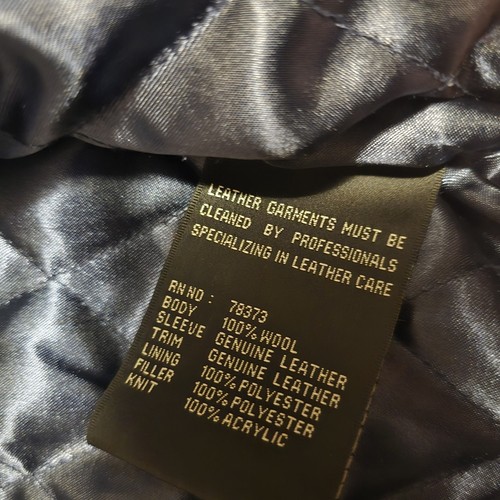 LEATHER GARMENTS MUST BE
CLEANED BY PROFESSIONALS
SPECIALIZING IN LEATHER CARE
RN NO : 78373
BODY 100% WOOL
SLEEVE GENUINE LEATHER
TRIM GENUINE LEATHER
LINING 100% POLYESTER
FILLER 100% POLYESTER
KNIT 100% ACRYLIC